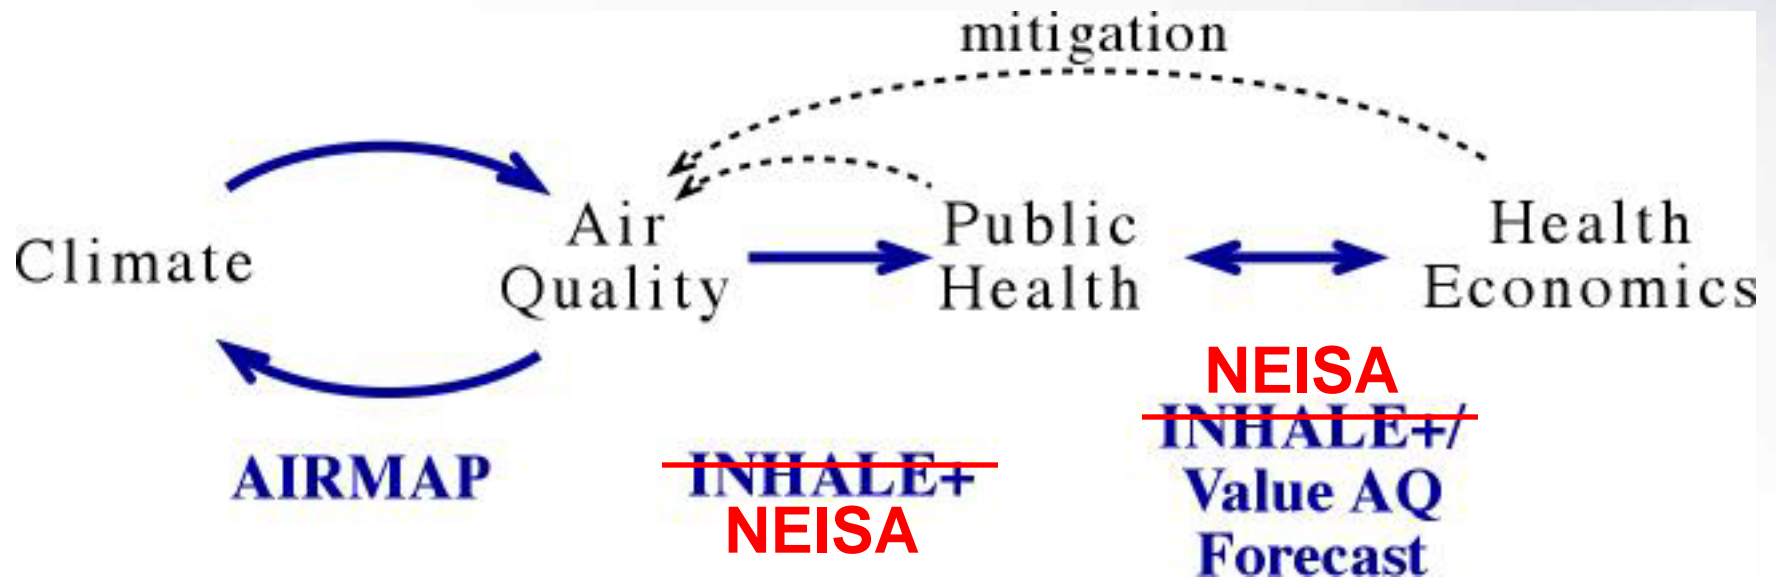 mitigation
Climate
Air
Quality
Public
Health
Health
Economics
AIRMAP
INHALE+
NEISA
NEISA
INHALE+/
Value AQ
Forecast